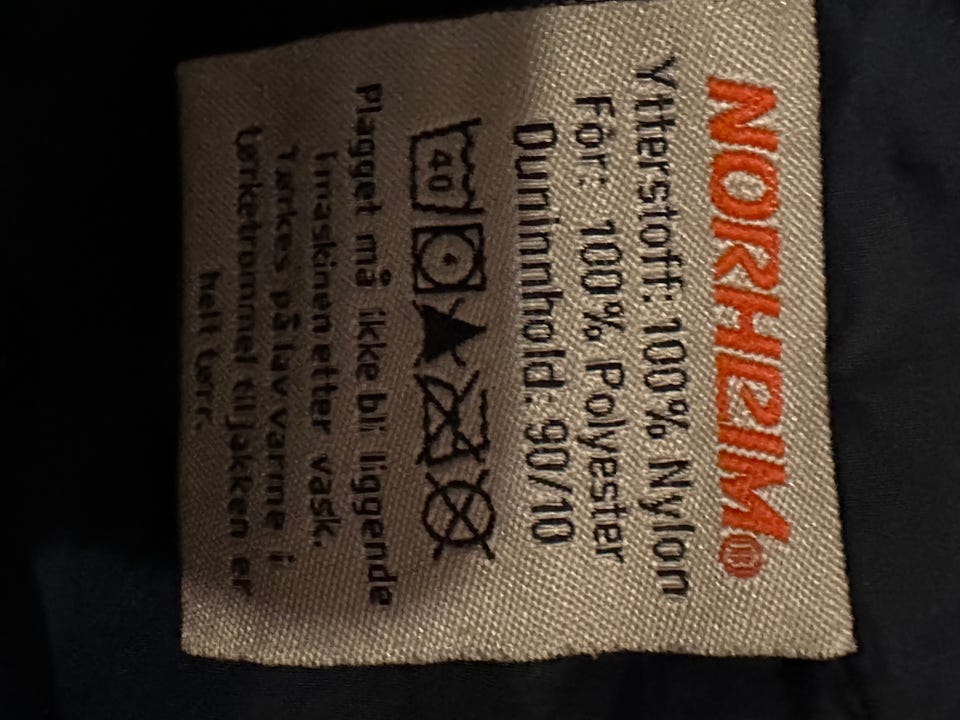 NORHEIM®
Ytterstoff: 100% Nylon
Fôr: 100% Polyester
Duninnhold: 90/10
40
Plagget må ikke bli liggende
i maskinen etter vask.
Tørkes på lav varme i
tørketrommel til jakken er
helt tørr.